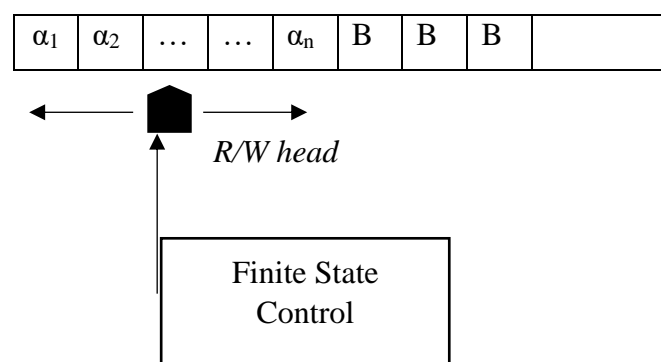 α₁ α₂ … … αₙ B B B
R/W head
Finite State
Control